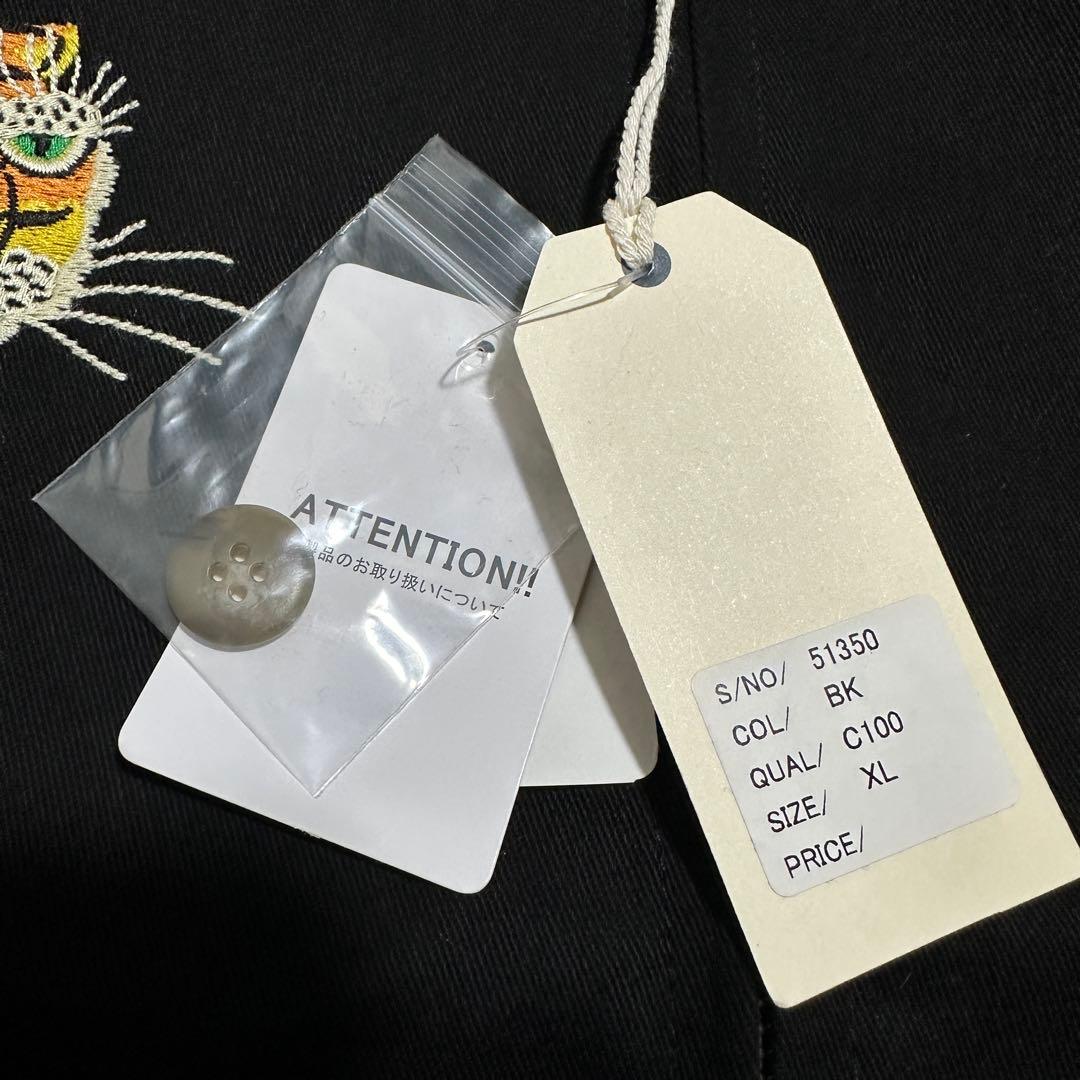 ATTENTION!!
製品のお取り扱いについて
S/NO/ 51350
COL/ BK
QUAL/ C100
SIZE/ XL
PRICE/